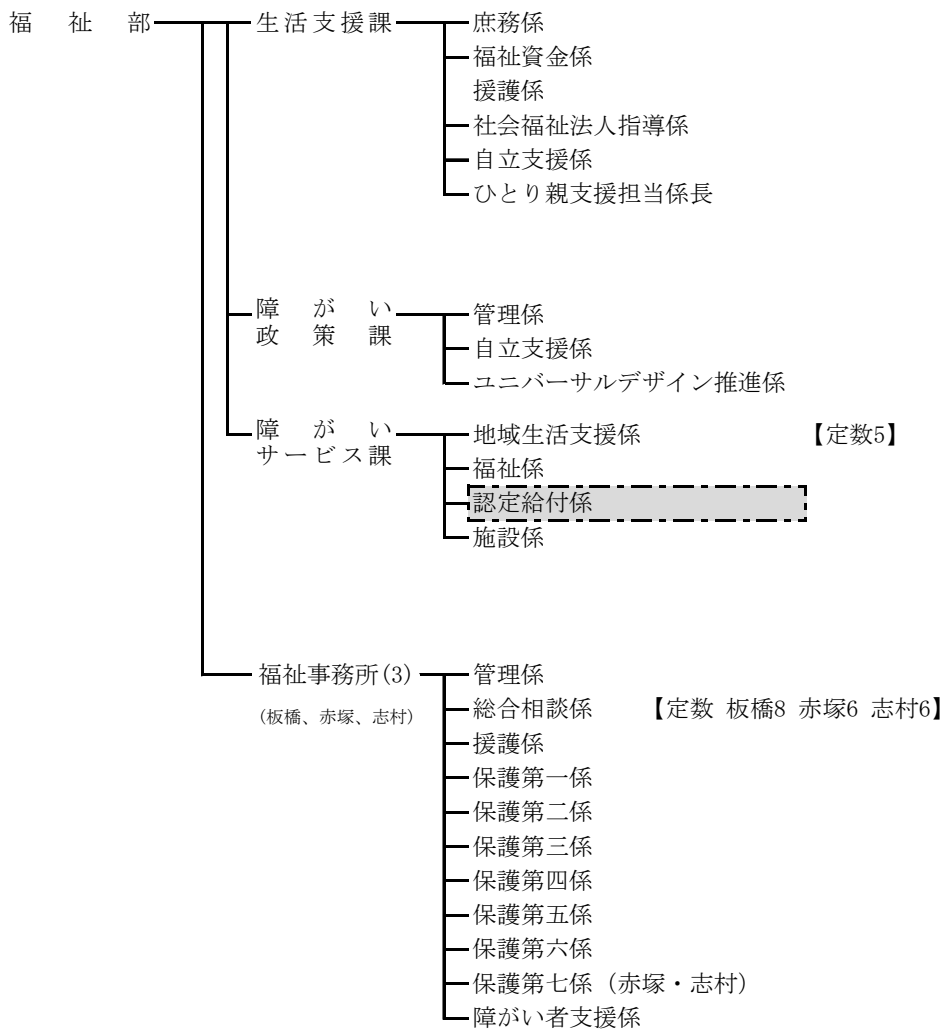 福祉部 生活支援課 庶務係
福祉資金係
援護係
社会福祉法人指導係
自立支援係
ひとり親支援担当係長
障がい
政策課
管理係
自立支援係
ユニバーサルデザイン推進係
障がい
サービス課
地域生活支援係 【定数5】
福祉係
認定給付係
施設係
福祉事務所(3) 管理係
(板橋、赤塚、志村)
総合相談係 【定数 板橋8 赤塚6 志村6】
援護係
保護第一係
保護第二係
保護第三係
保護第四係
保護第五係
保護第六係
保護第七係（赤塚・志村）
障がい者支援係